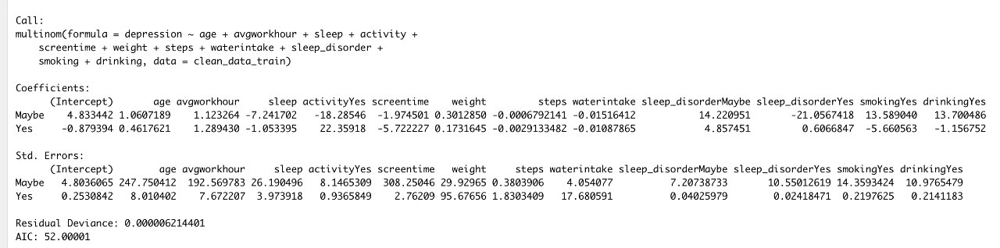 Call:
multinom(formula = depression ~ age + avgworkhour + sleep + activity +
    screentime + weight + steps + waterintake + sleep_disorder +
    smoking + drinking, data = clean_data_train)

Coefficients:
      (Intercept)       age avgworkhour     sleep activityYes screentime    weight         steps waterintake sleep_disorderMaybe sleep_disorderYes smokingYes drinkingYes
Maybe    4.833442 1.0607189    1.123264 -7.241702   -18.28546  -1.974501 0.3012850 -0.0006792141 -0.01516412           14.220951       -21.0567418  13.589040   13.700486
Yes     -0.879394 0.4617621    1.289430 -1.053395    22.35918  -5.722227 0.1731645 -0.0029133482 -0.01087865            4.857451         0.6066847  -5.660563   -1.156752

Std. Errors:
      (Intercept)        age avgworkhour     sleep activityYes screentime   weight     steps waterintake sleep_disorderMaybe sleep_disorderYes smokingYes drinkingYes
Maybe   4.8036065 247.750412  192.569783 26.190496   8.1465309  308.25046 29.92965 0.3803906    4.054077          7.20738733       10.55012619 14.3593424  10.9765479
Yes     0.2530842   8.010402    7.672207  3.973918   0.9365849    2.76209 95.67656 1.8303409   17.680591          0.04025979        0.02418471  0.2197625   0.2141183

Residual Deviance: 0.000006214401
AIC: 52.00001